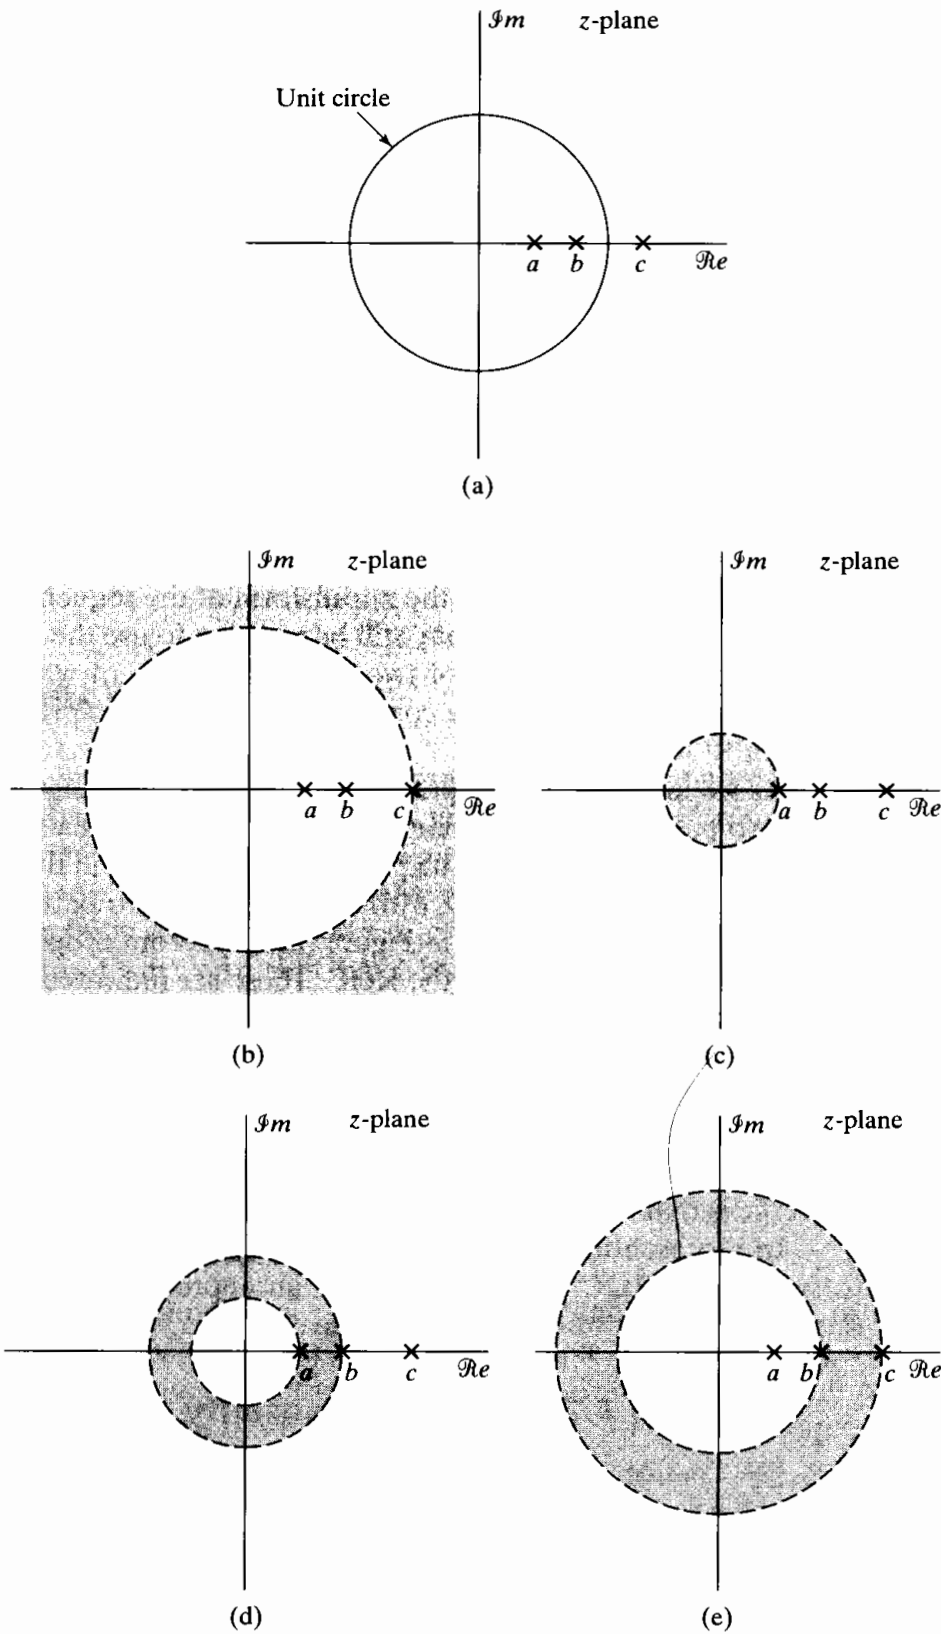 ℐm z-plane
Unit circle
a b c ℛe
(a)
ℐm z-plane
a b c ℛe
(b)
ℐm z-plane
a b c ℛe
(c)
ℐm z-plane
a b c ℛe
(d)
ℐm z-plane
a b c ℛe
(e)